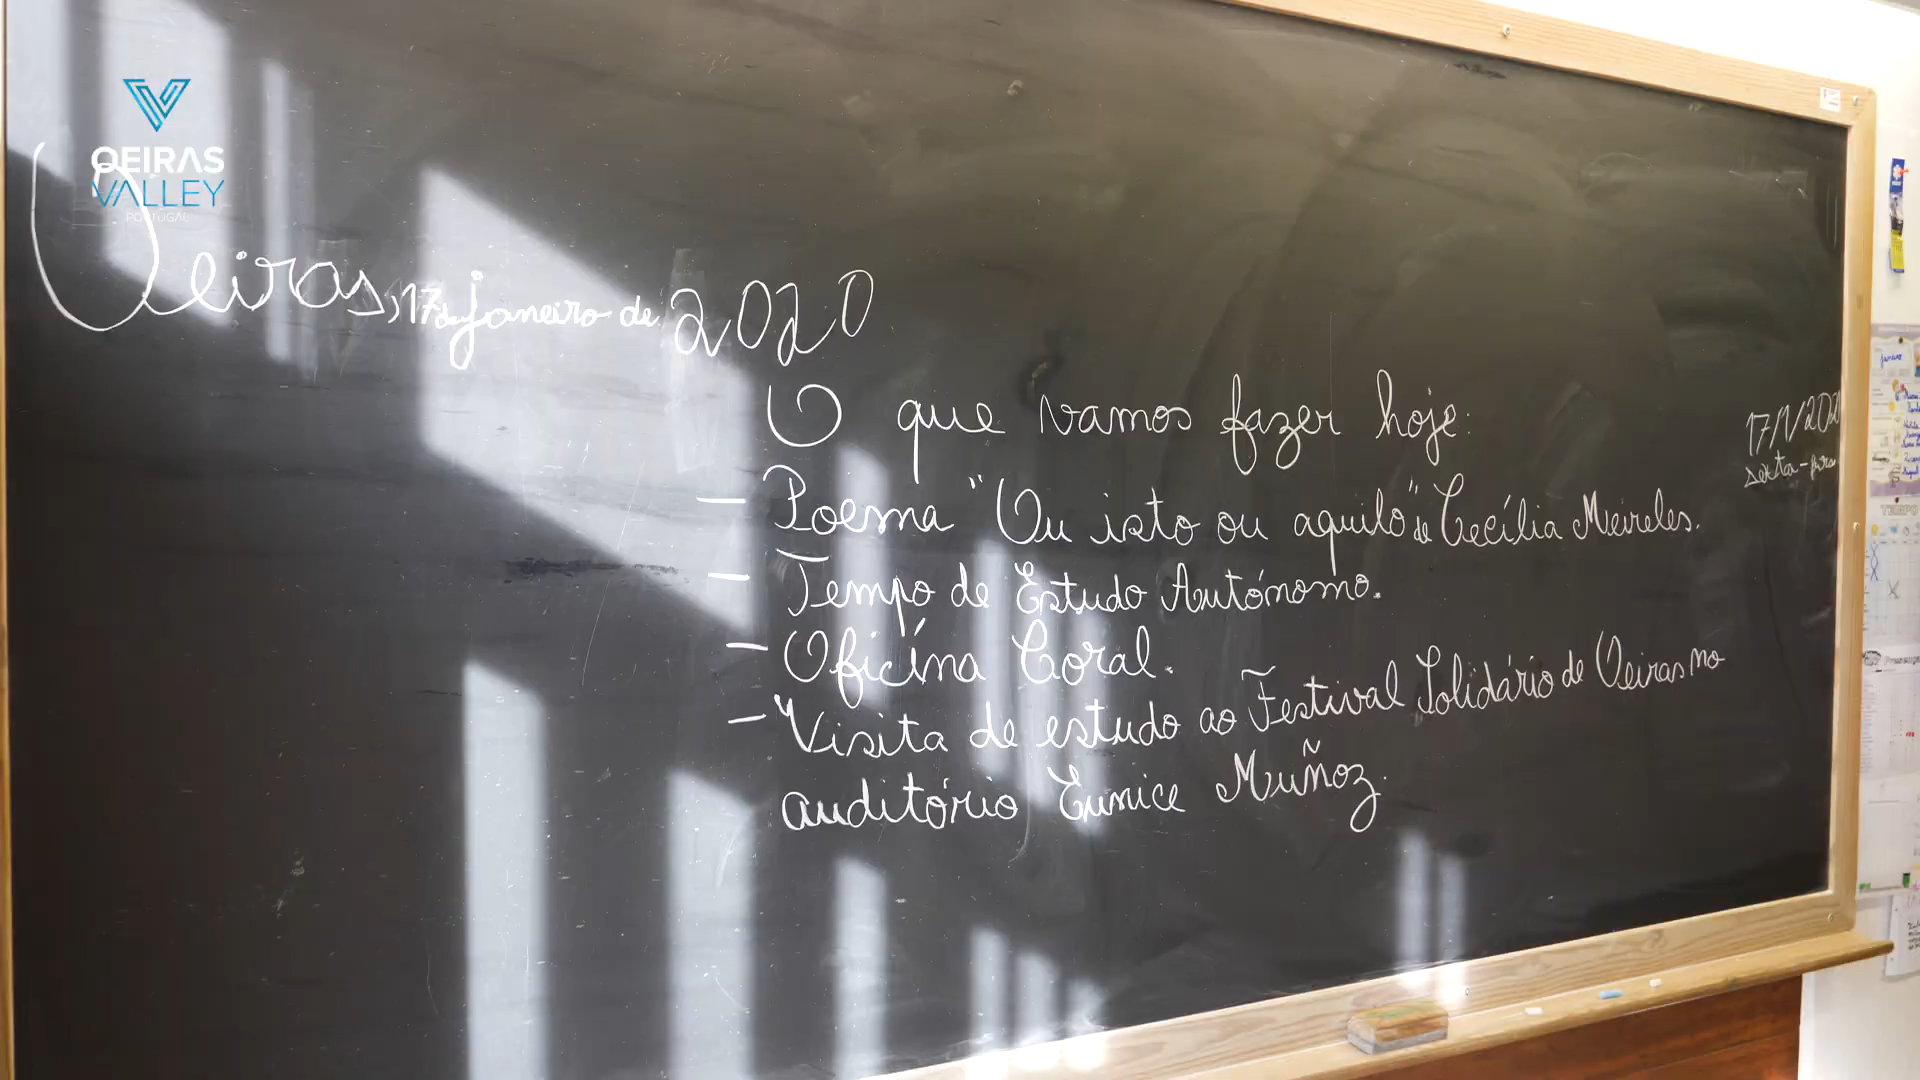 OEIRAS
VALLEY
PORTUGAL
Oeiras, 17 de janeiro de 2020
O que vamos fazer hoje:
— Poema "Ou isto ou aquilo" de Cecília Meireles.
— Tempo de Estudo Autónomo.
— Oficina Coral.
— Visita de estudo ao Festival Solidário de Oeiras no
auditório Eunice Muñoz.
17/1/2020
sexta-feira
TEMPO